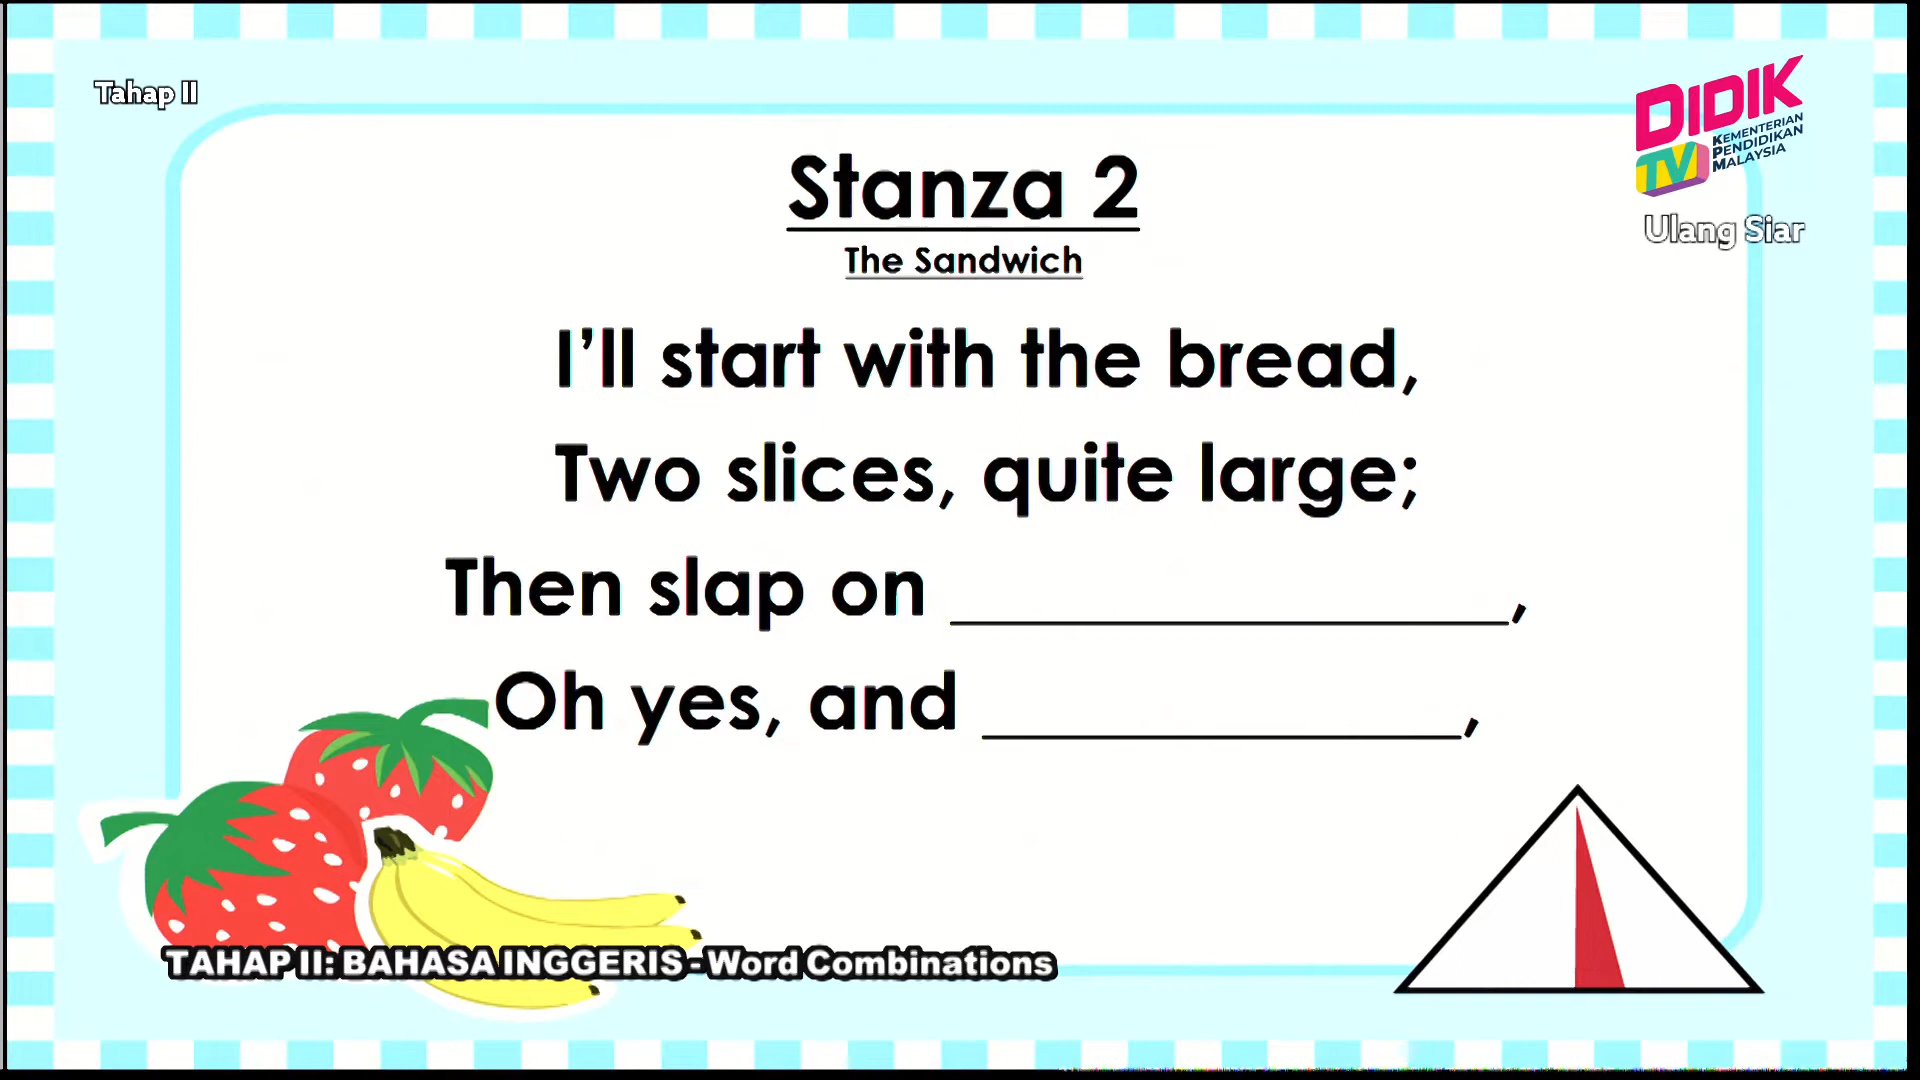 Tahap II
DIDIK
TV
KEMENTERIAN
PENDIDIKAN
MALAYSIA
Ulang Siar
Stanza 2
The Sandwich
I'll start with the bread,
Two slices, quite large;
Then slap on ____________,
Oh yes, and ____________,
TAHAP II: BAHASA INGGERIS - Word Combinations